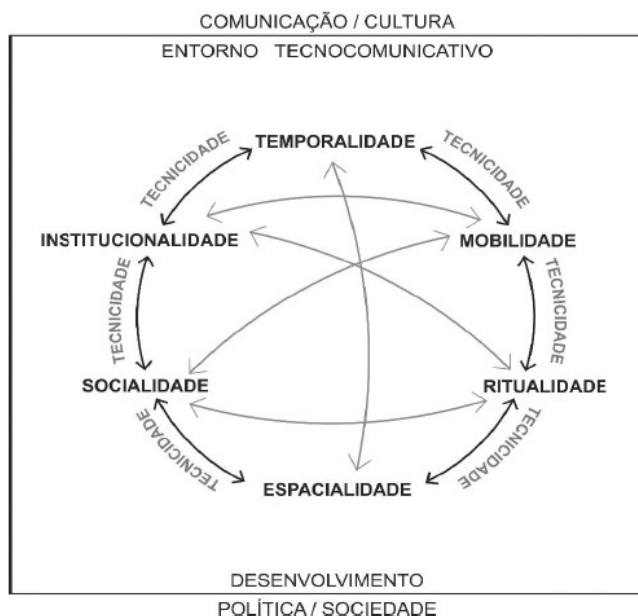 COMUNICAÇÃO / CULTURA
ENTORNO TECNOCOMUNICATIVO
TECNICIDADE
TEMPORALIDADE
TECNICIDADE
INSTITUCIONALIDADE
MOBILIDADE
TECNICIDADE
TECNICIDADE
SOCIALIDADE
RITUALIDADE
TECNICIDADE
TECNICIDADE
ESPACIALIDADE
DESENVOLVIMENTO
POLÍTICA / SOCIEDADE